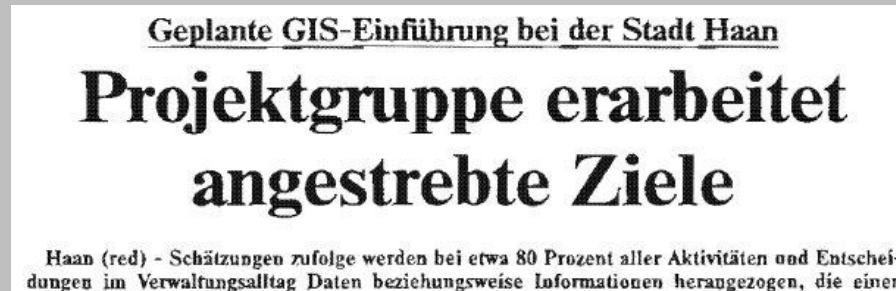 Geplante GIS-Einführung bei der Stadt Haan
Projektgruppe erarbeitet
angestrebte Ziele
Haan (red) - Schätzungen zufolge werden bei etwa 80 Prozent aller Aktivitäten und Entschei-
dungen im Verwaltungsalltag Daten beziehungsweise Informationen herangezogen, die einer